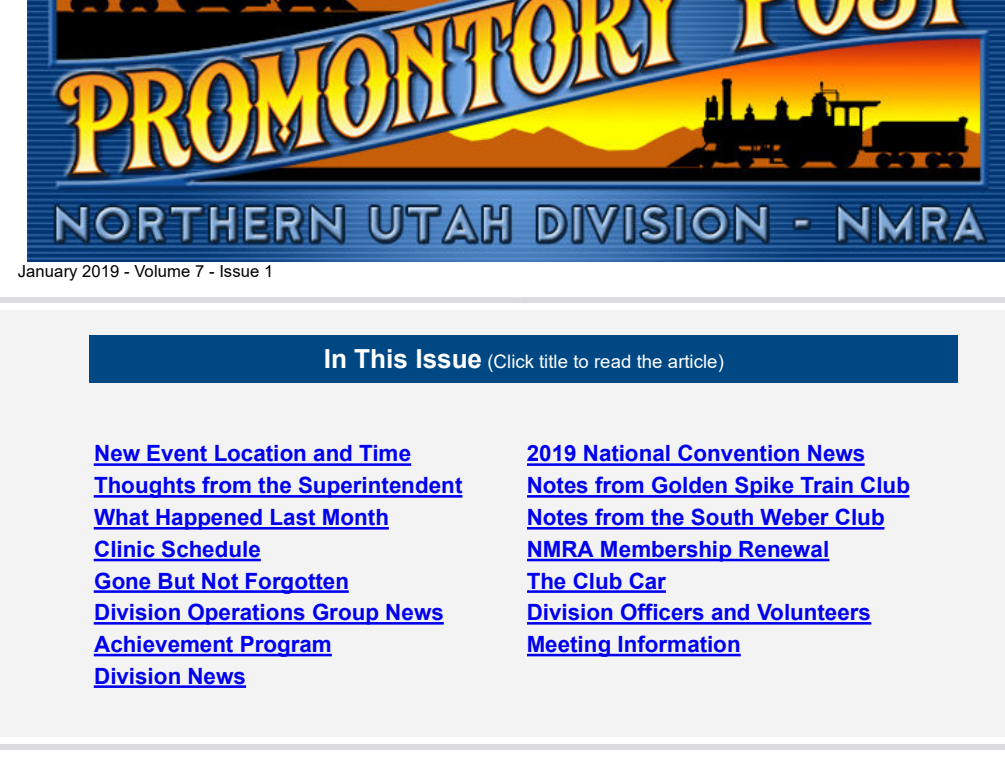 POST
PROMONTORY
NORTHERN UTAH DIVISION - NMRA
January 2019 - Volume 7 - Issue 1
In This Issue (Click title to read the article)
New Event Location and Time
Thoughts from the Superintendent
What Happened Last Month
Clinic Schedule
Gone But Not Forgotten
Division Operations Group News
Achievement Program
Division News
2019 National Convention News
Notes from Golden Spike Train Club
Notes from the South Weber Club
NMRA Membership Renewal
The Club Car
Division Officers and Volunteers
Meeting Information